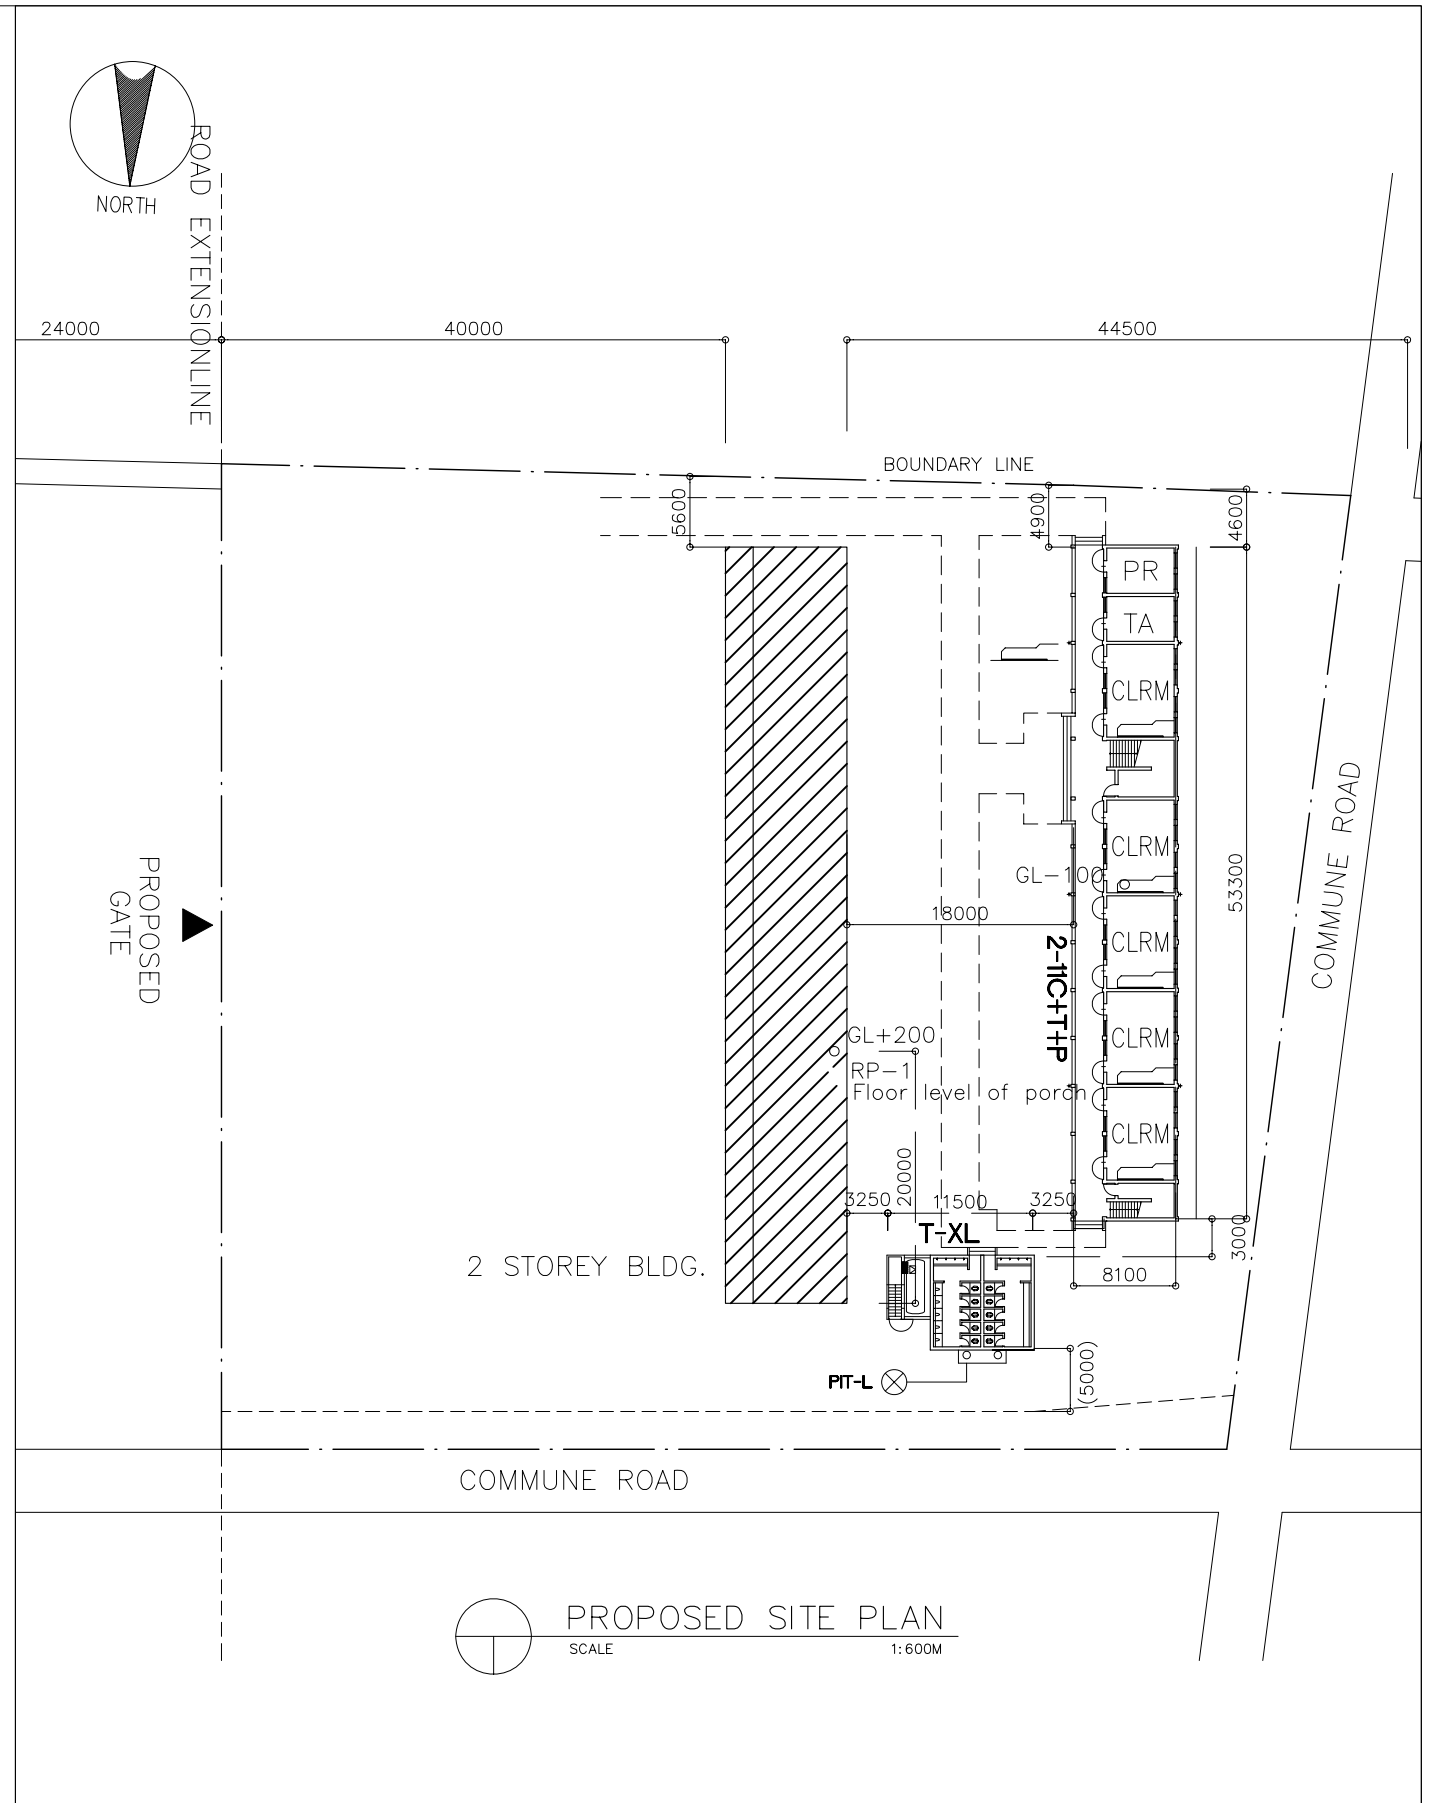 NORTH
ROAD EXTENSIONLINE
24000
40000
44500
BOUNDARY LINE
5600
4900
4600
PR
TA
CLRM
CLRM
GL-100
53300
COMMUNE ROAD
PROPOSED
GATE
18000
CLRM
2-11C+T+P
GL+200
CLRM
RP-1
Floor level of porch
CLRM
20000
3250
11500
3250
T-XL
3000
2 STOREY BLDG.
8100
PIT-L
(5000)
COMMUNE ROAD
PROPOSED SITE PLAN
SCALE 1:600M